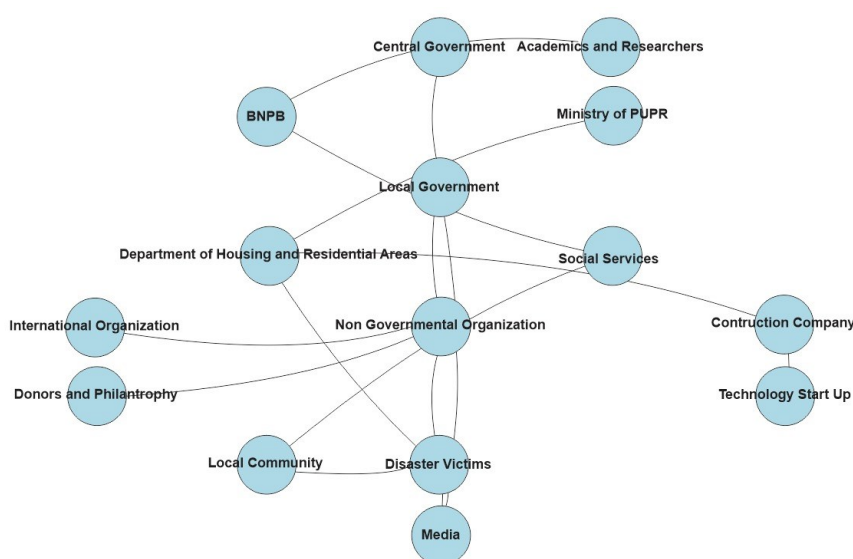 Central Government
Academics and Researchers
BNPB
Ministry of PUPR
Local Government
Department of Housing and Residential Areas
Social Services
International Organization
Non Governmental Organization
Contruction Company
Donors and Philantrophy
Technology Start Up
Local Community
Disaster Victims
Media